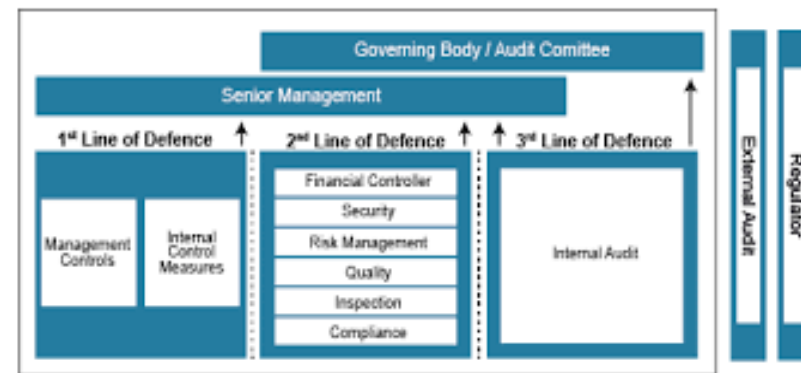 Governing Body / Audit Comittee
Senior Management
1st Line of Defence
2nd Line of Defence
3rd Line of Defence
Management
Controls
Internal
Control
Measures
Financial Controller
Security
Risk Management
Quality
Inspection
Compliance
Internal Audit
External Audit
Regulator